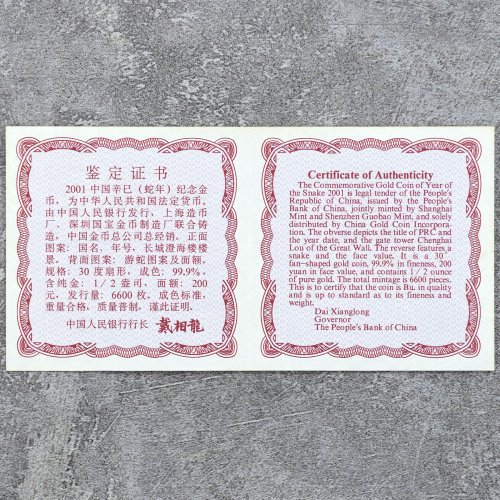 鉴定证书
2001中国辛巳（蛇年）纪念金
币，为中华人民共和国法定货币。
由中国人民银行发行，上海造币
厂、深圳国宝金币制造厂联合铸
造，中国金币总公司总经销，正面
图案：国名，年号，长城澄海楼楼
景。背面图案：游蛇图案及面额。
规格：30度扇形，成色：99.9%，
含纯金：1/2盎司，面额：200
元，发行量：6600枚。成色标准，
重量合格，质量普制，谨此证明。
中国人民银行行长 戴相龍
Certificate of Authenticity
The Commemorative Gold Coin of Year of
the Snake 2001 is legal tender of the People's
Republic of China, issued by the People's
Bank of China, jointly minted by Shanghai
Mint and Shenzhen Guobao Mint, and solely
distributed by China Gold Coin Incorpora-
tion. The obverse depicts the title of PRC and
the year date, and the gate tower Chenghai
Lou of the Great Wall. The reverse features a
snake and the face value. It is a 30°
fan-shaped gold coin, 99.9% in fineness, 200
yuan in face value, and contains 1/2 ounce
of pure gold. The total mintage is 6600 pieces.
This is to certify that the coin is Bu. in quality
and is up to standard as to its fineness and
weight.
Dai Xianglong
Governor
The People's Bank of China